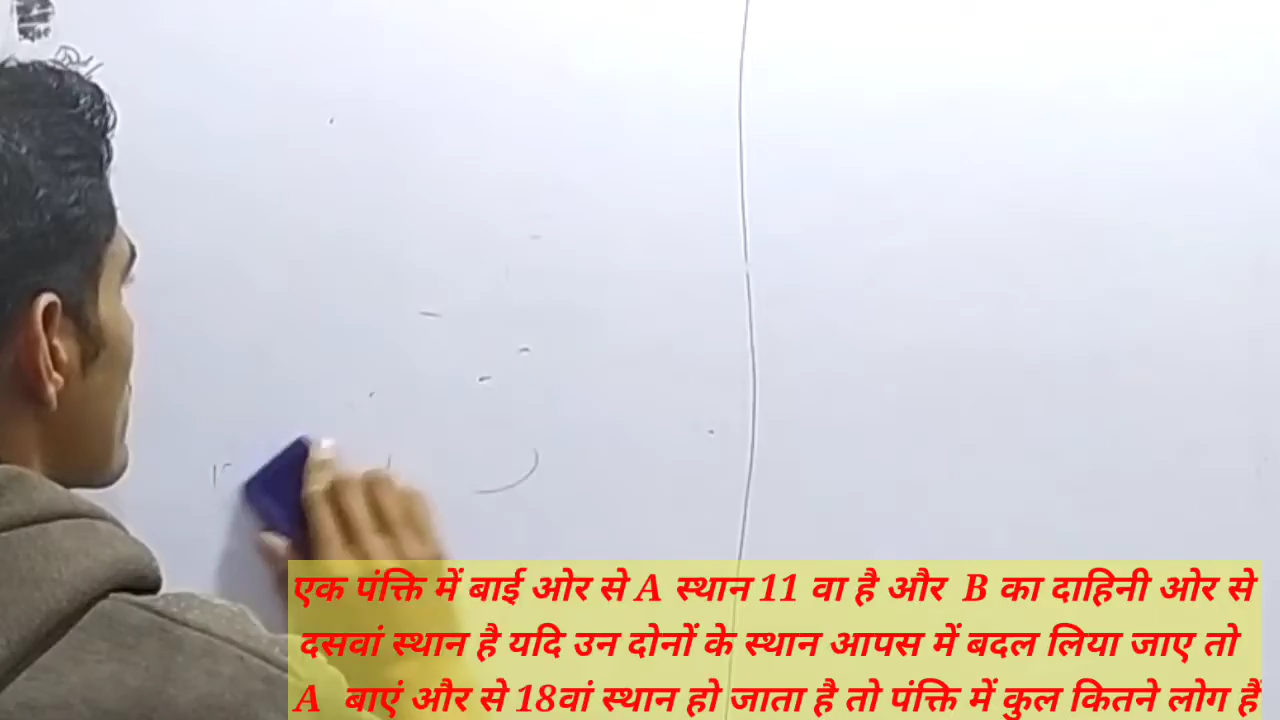 एक पंक्ति में बाई ओर से A स्थान 11 वा है और B का दाहिनी ओर से
दसवां स्थान है यदि उन दोनों के स्थान आपस में बदल लिया जाए तो
A बाएं और से 18वां स्थान हो जाता है तो पंक्ति में कुल कितने लोग हैं